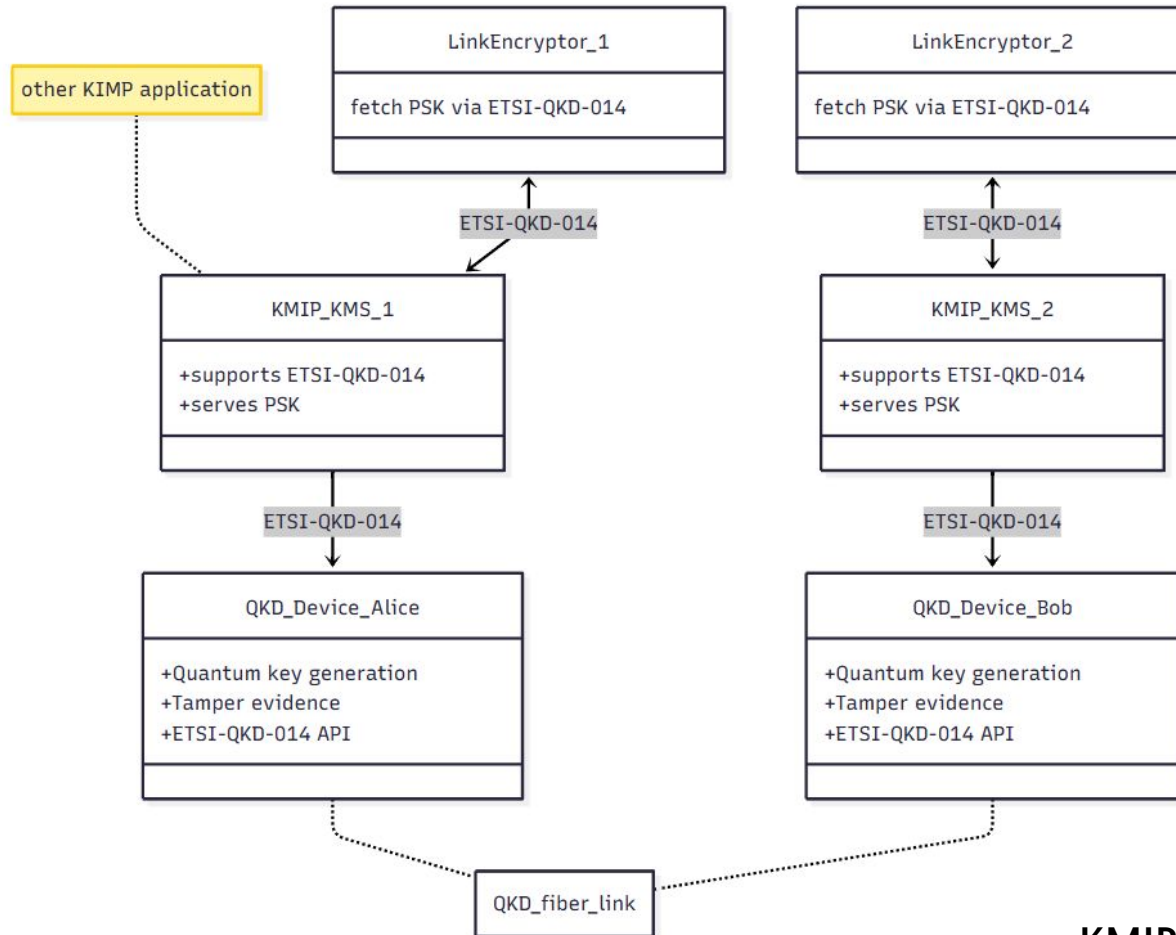 LinkEncryptor_1
fetch PSK via ETSI-QKD-014
LinkEncryptor_2
fetch PSK via ETSI-QKD-014
other KIMP application
ETSI-QKD-014
ETSI-QKD-014
KMIP_KMS_1
+supports ETSI-QKD-014
+serves PSK
KMIP_KMS_2
+supports ETSI-QKD-014
+serves PSK
ETSI-QKD-014
ETSI-QKD-014
QKD_Device_Alice
+Quantum key generation
+Tamper evidence
+ETSI-QKD-014 API
QKD_Device_Bob
+Quantum key generation
+Tamper evidence
+ETSI-QKD-014 API
QKD_fiber_link
KMIP